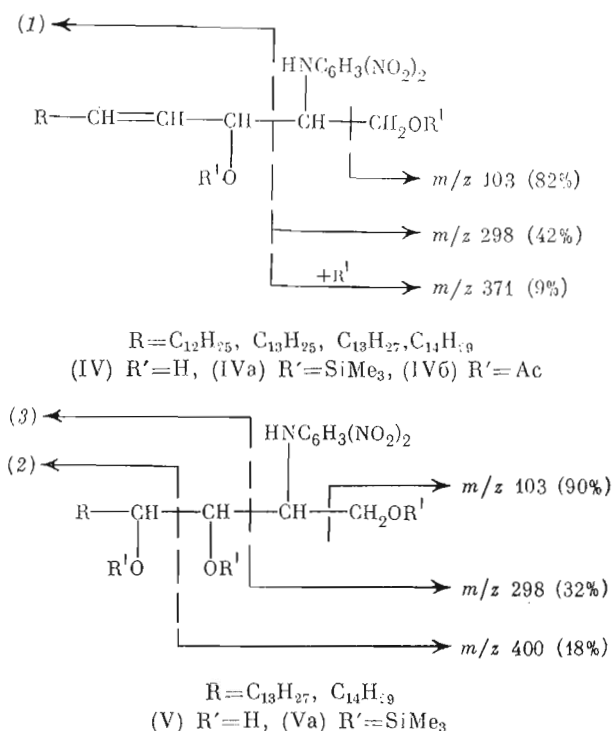 (1)
HNC₆H₃(NO₂)₂
R—CH=CH—CH—CH—CH₂OR¹
R¹O
m/z 103 (82%)
m/z 298 (42%)
+R¹
m/z 371 (9%)
R=C₁₂H₂₅, C₁₃H₂₅, C₁₃H₂₇, C₁₄H₂₉
(IV) R′=H, (IVa) R′=SiMe₃, (IVб) R′=Ac
(3)
HNC₆H₃(NO₂)₂
(2)
m/z 103 (90%)
R—CH—CH—CH—CH₂OR¹
R¹O OR¹
m/z 298 (32%)
m/z 400 (18%)
R=C₁₃H₂₇, C₁₄H₂₉
(V) R′=H, (Va) R′=SiMe₃